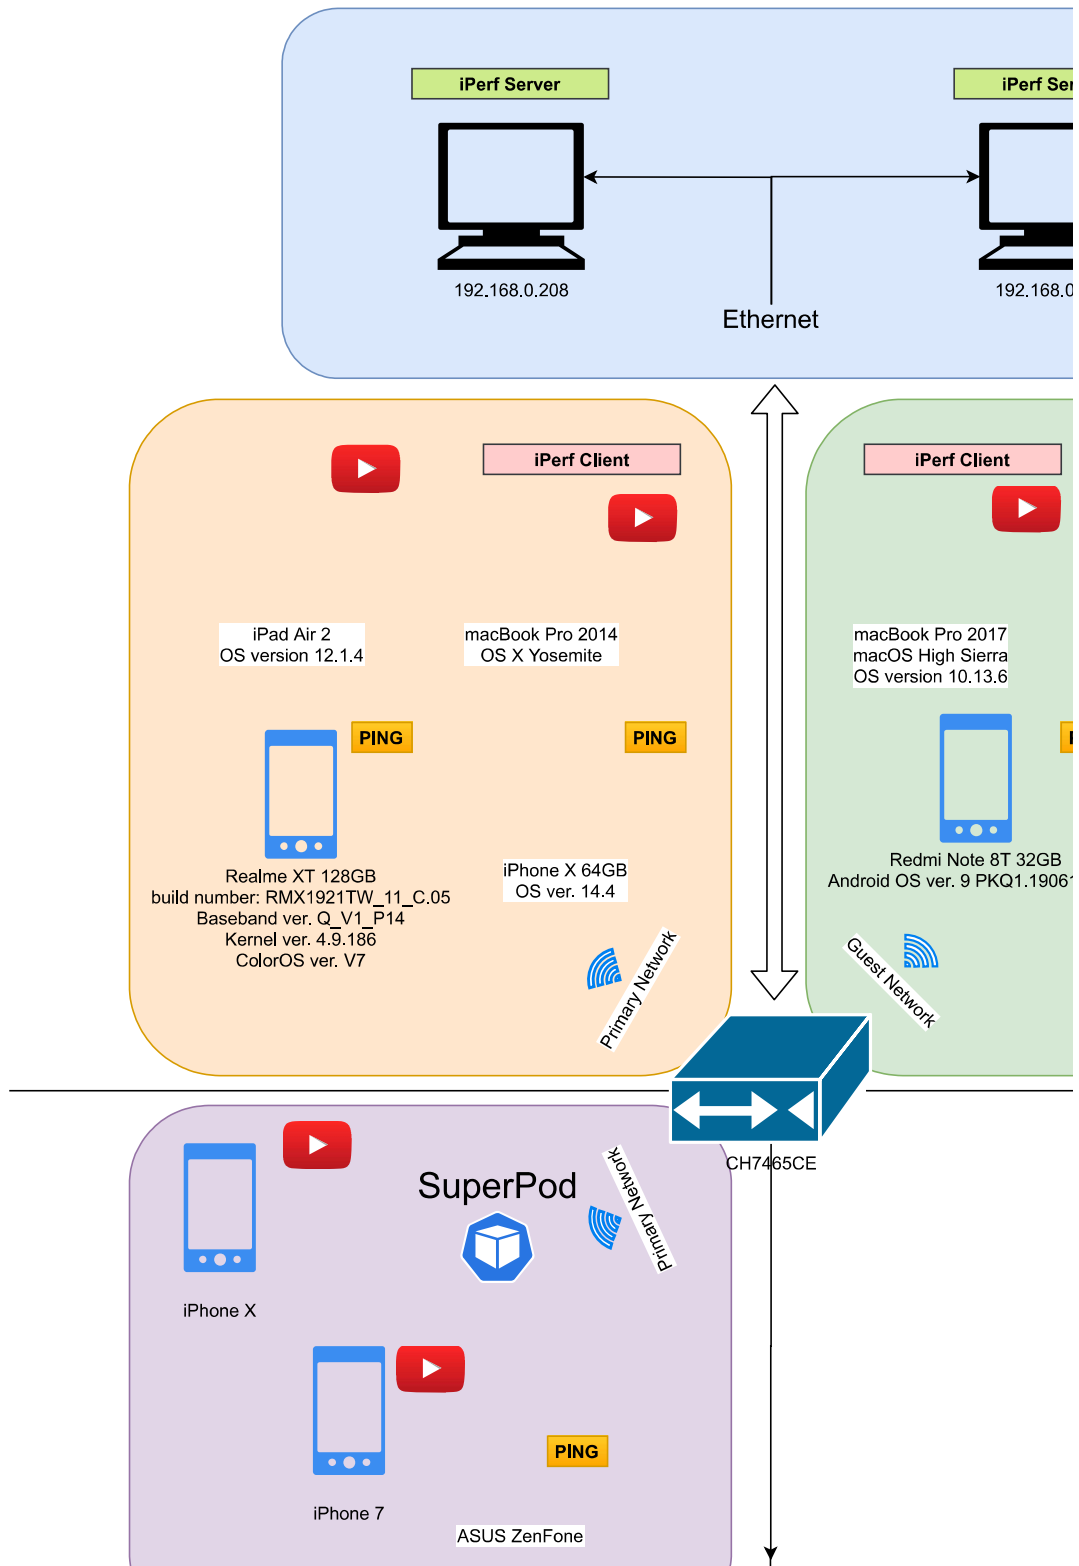 iPerf Server
iPerf Ser
192.168.0.208
192.168.0
Ethernet
iPerf Client
iPerf Client
iPad Air 2
OS version 12.1.4
macBook Pro 2014
OS X Yosemite
macBook Pro 2017
macOS High Sierra
OS version 10.13.6
PING
PING
P
Realme XT 128GB
build number: RMX1921TW_11_C.05
Baseband ver. Q_V1_P14
Kernel ver. 4.9.186
ColorOS ver. V7
iPhone X 64GB
OS ver. 14.4
Redmi Note 8T 32GB
Android OS ver. 9 PKQ1.19061
Primary Network
Guest Network
CH7465CE
SuperPod
Primary Network
iPhone X
iPhone 7
PING
ASUS ZenFone